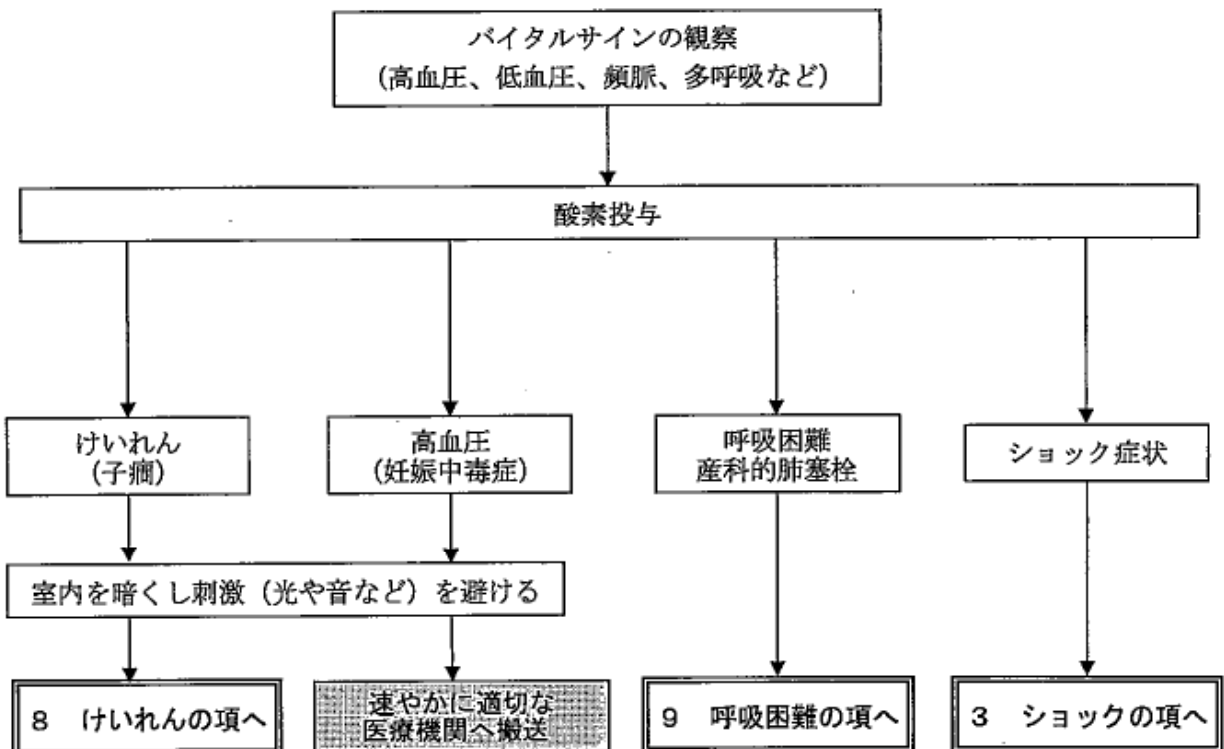 バイタルサインの観察
（高血圧、低血圧、頻脈、多呼吸など）
酸素投与
けいれん
（子癇）
高血圧
（妊娠中毒症）
呼吸困難
産科的肺塞栓
ショック症状
室内を暗くし刺激（光や音など）を避ける
8　けいれんの項へ
速やかに適切な
医療機関へ搬送
9　呼吸困難の項へ
3　ショックの項へ